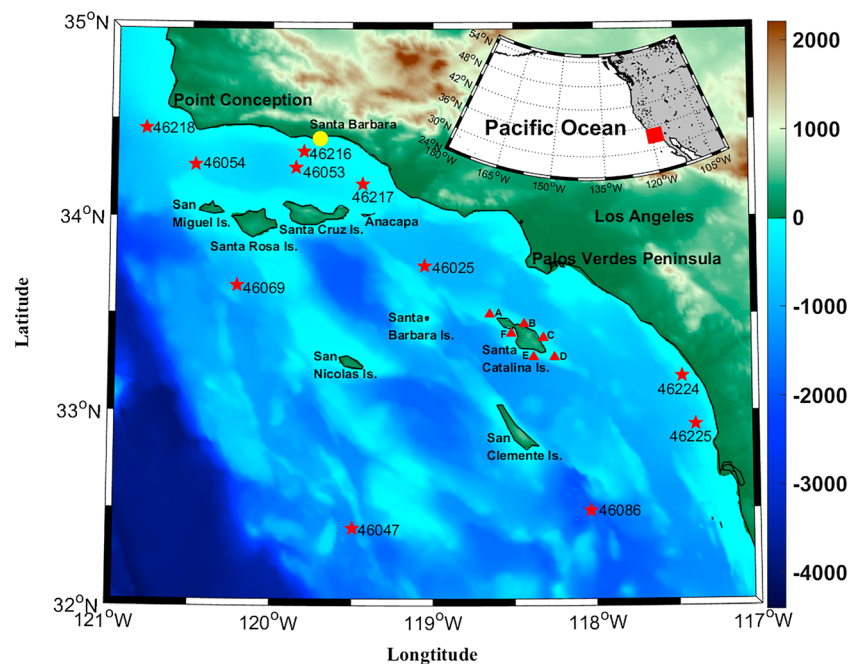 35°N
34°N
33°N
32°N
121°W
120°W
119°W
118°W
117°W
Latitude
Longtitude
2000
1000
0
-1000
-2000
-3000
-4000
54°N
48°N
42°N
36°N
30°N
24°N
180°W
165°W
150°W
135°W
120°W
105°W
Pacific Ocean
Point Conception
Santa Barbara
46218
46216
46054
46053
46217
San
Miguel Is.
Santa Rosa Is.
Santa Cruz Is.
Anacapa
Los Angeles
Palos Verdes Peninsula
46025
46069
Santa
Barbara Is.
A
B
F
C
E
D
Santa
Catalina Is.
San
Nicolas Is.
46224
46225
San
Clemente Is.
46086
46047